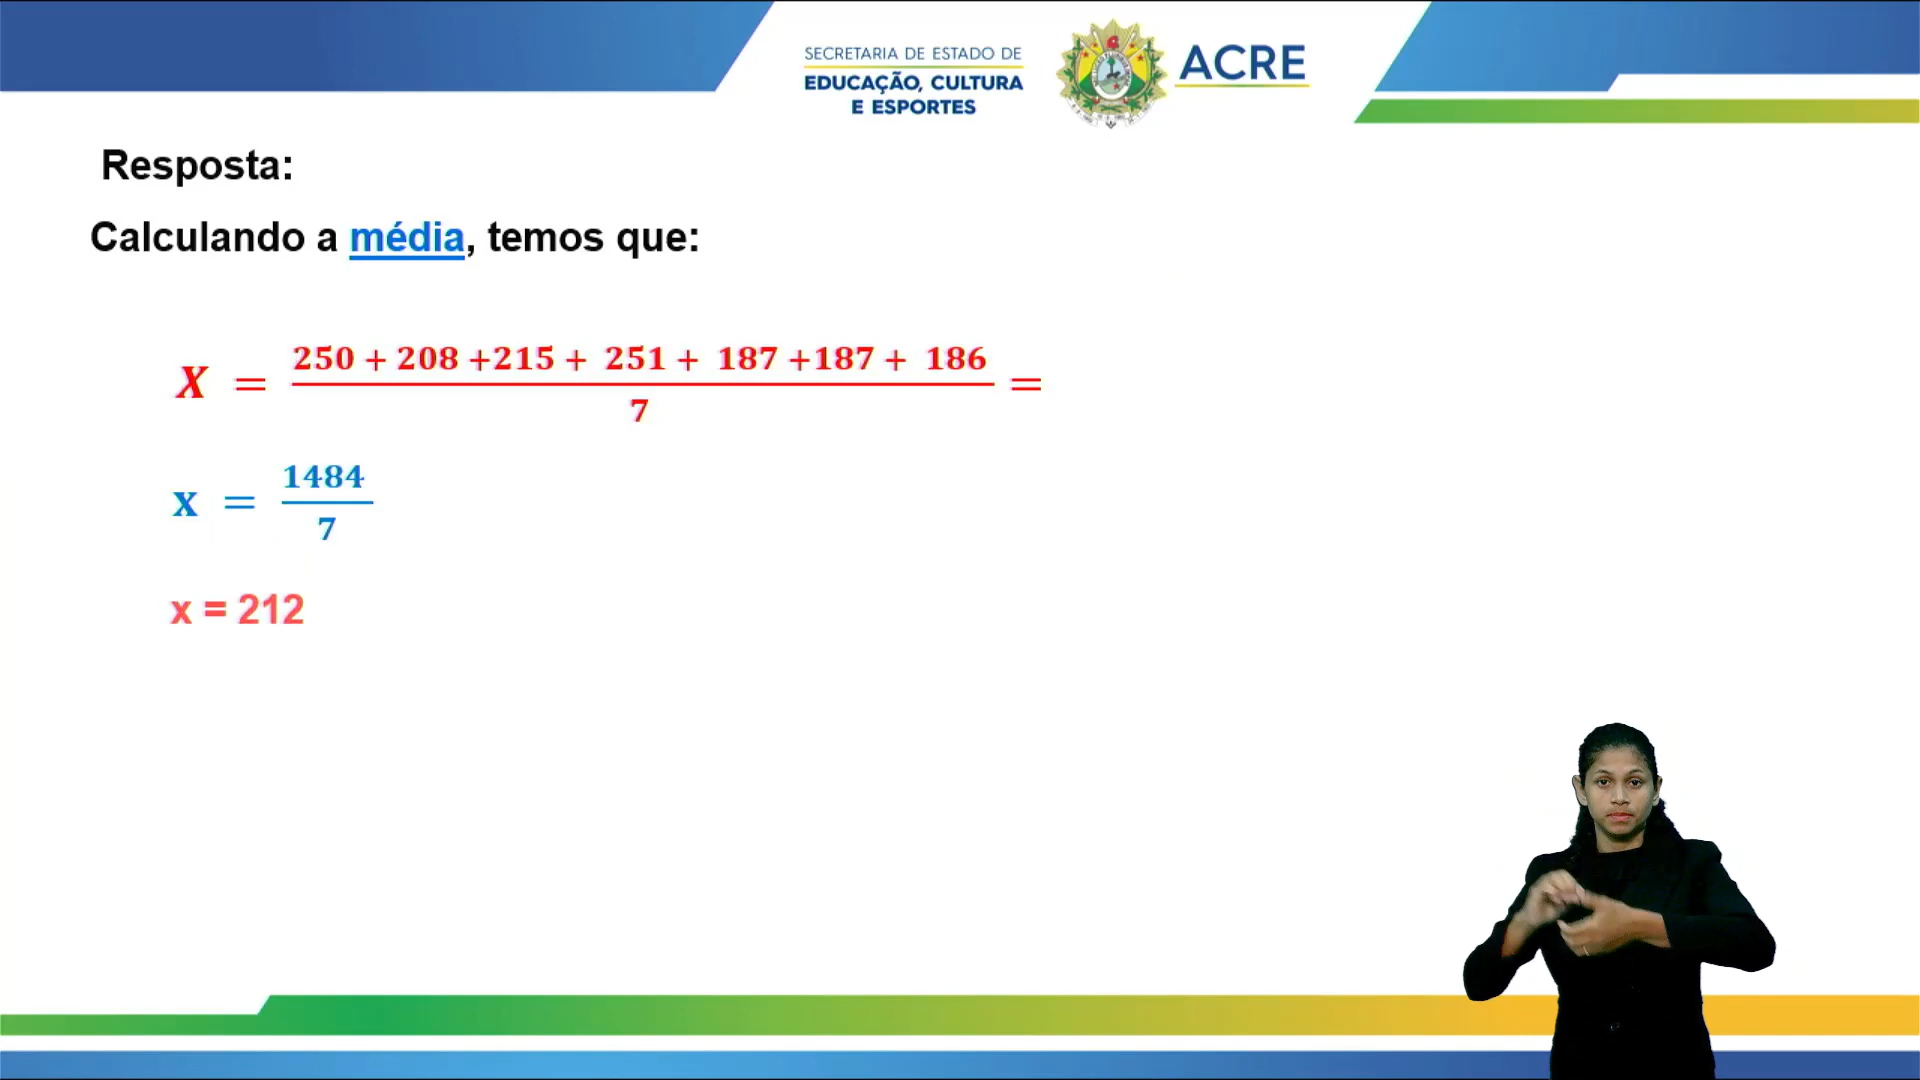 SECRETARIA DE ESTADO DE
EDUCAÇÃO, CULTURA
E ESPORTES
ACRE
Resposta:
Calculando a média, temos que:
X = (250 + 208 +215 + 251 + 187 +187 + 186)/7 =
x = 1484/7
x = 212